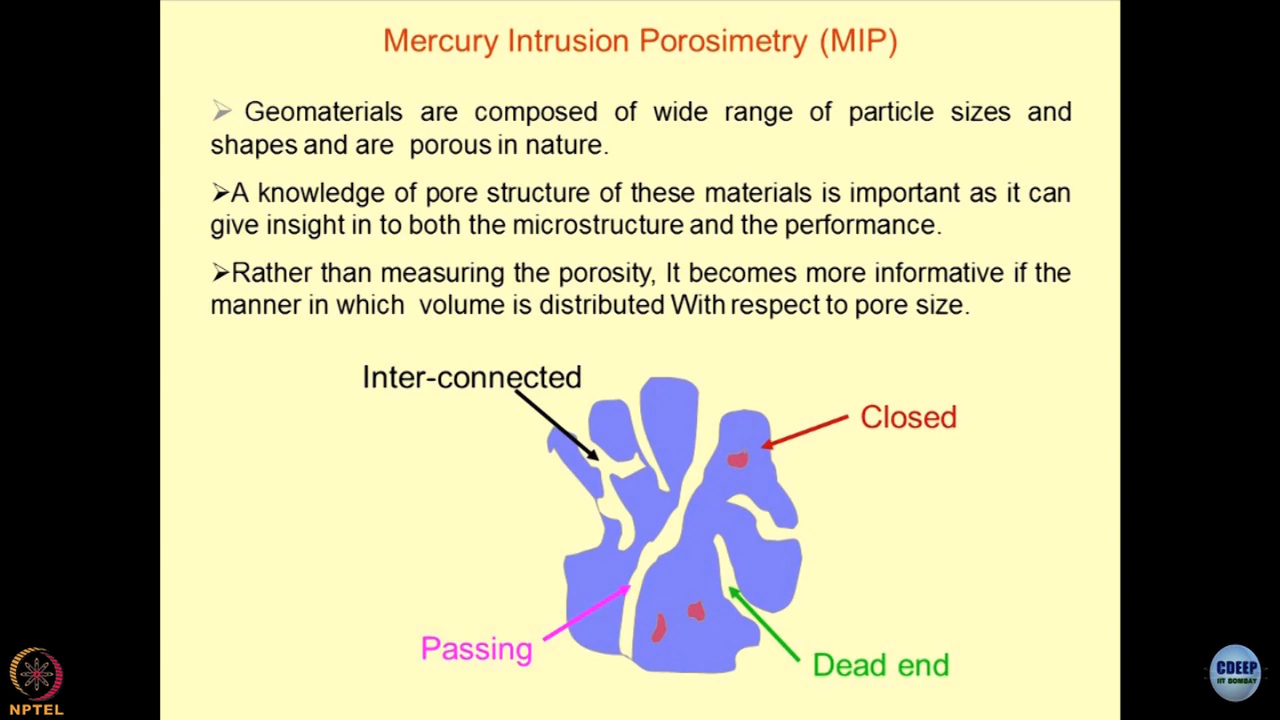 Mercury Intrusion Porosimetry (MIP)
➢ Geomaterials are composed of wide range of particle sizes and
shapes and are porous in nature.
➢A knowledge of pore structure of these materials is important as it can
give insight in to both the microstructure and the performance.
➢Rather than measuring the porosity, It becomes more informative if the
manner in which volume is distributed With respect to pore size.
Inter-connected
Closed
Passing
Dead end
NPTEL
CDEEP
IIT BOMBAY